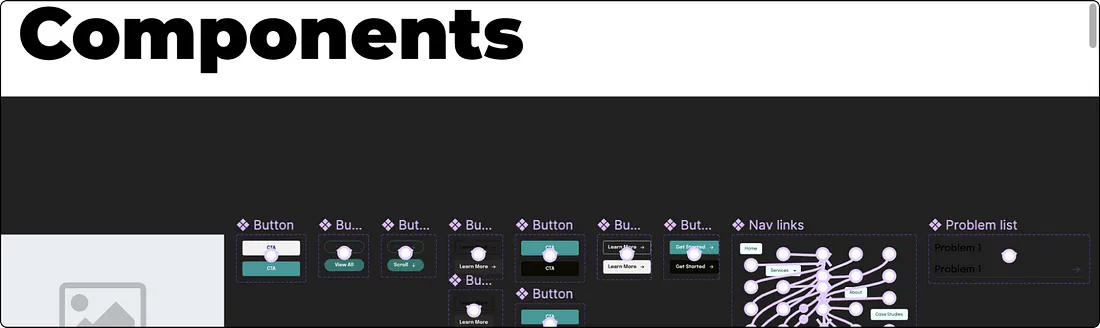 Components
Button
Bu...
But...
Bu...
Button
Bu...
But...
Nav links
Problem list
CTA
CTA
View All
Scroll ↓
Learn More →
CTA
CTA
Learn More →
Learn More →
Get Started →
Get Started →
Home
Services
About
Case Studies
Problem 1
Problem 1 →
Bu...
Button
Learn More →
CTA